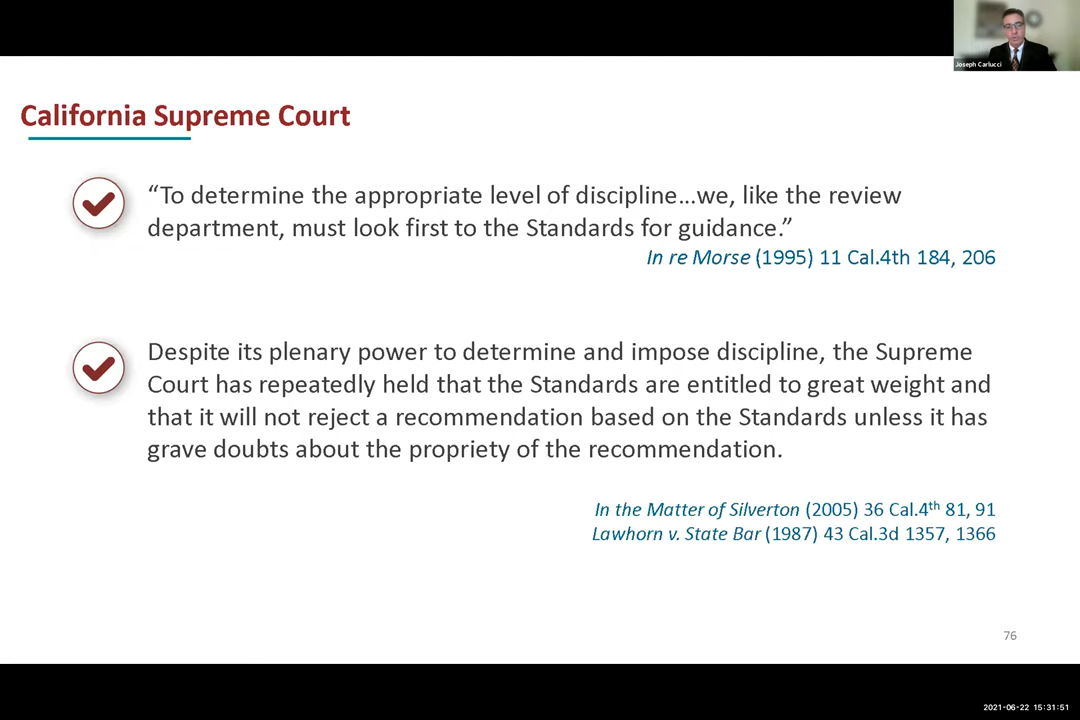 Joseph Carlucci
California Supreme Court
“To determine the appropriate level of discipline...we, like the review
department, must look first to the Standards for guidance.”
In re Morse (1995) 11 Cal.4th 184, 206
Despite its plenary power to determine and impose discipline, the Supreme
Court has repeatedly held that the Standards are entitled to great weight and
that it will not reject a recommendation based on the Standards unless it has
grave doubts about the propriety of the recommendation.
In the Matter of Silverton (2005) 36 Cal.4th 81, 91
Lawhorn v. State Bar (1987) 43 Cal.3d 1357, 1366
76
2021-06-22 15:31:51